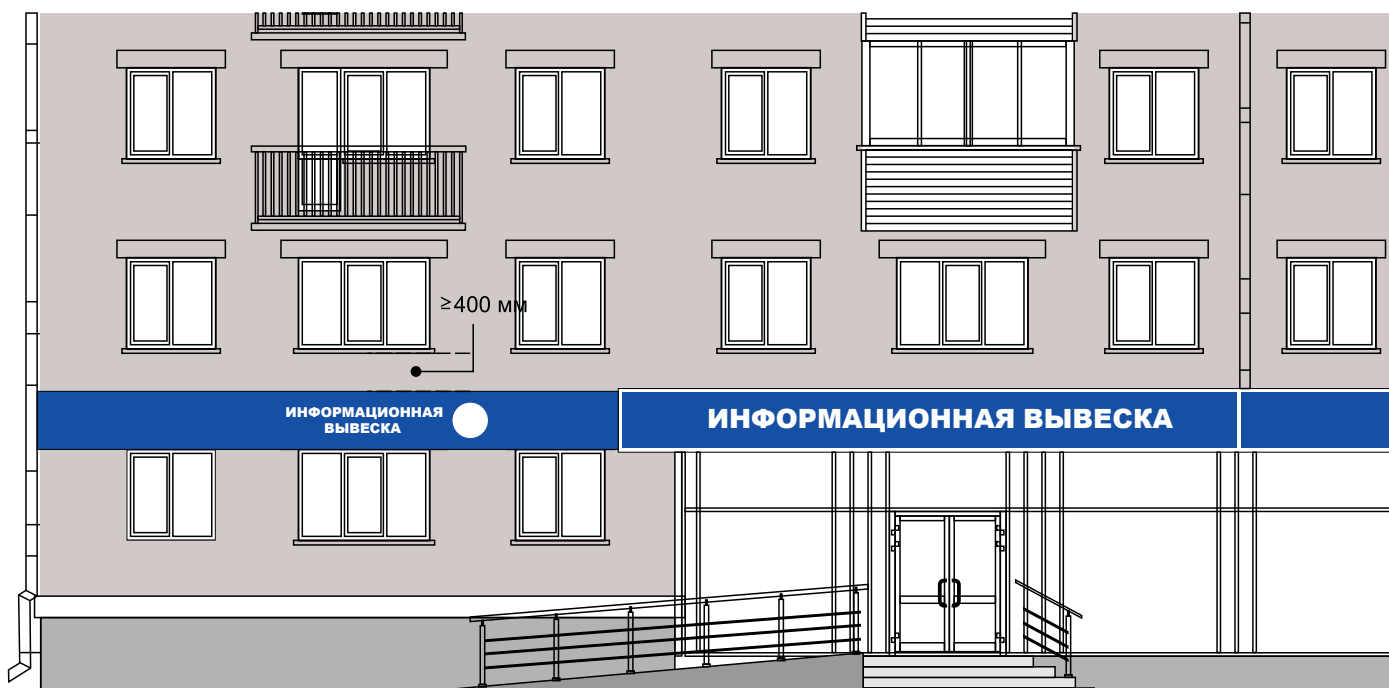 ≥400 мм
ИНФОРМАЦИОННАЯ
ВЫВЕСКА
ИНФОРМАЦИОННАЯ ВЫВЕСКА